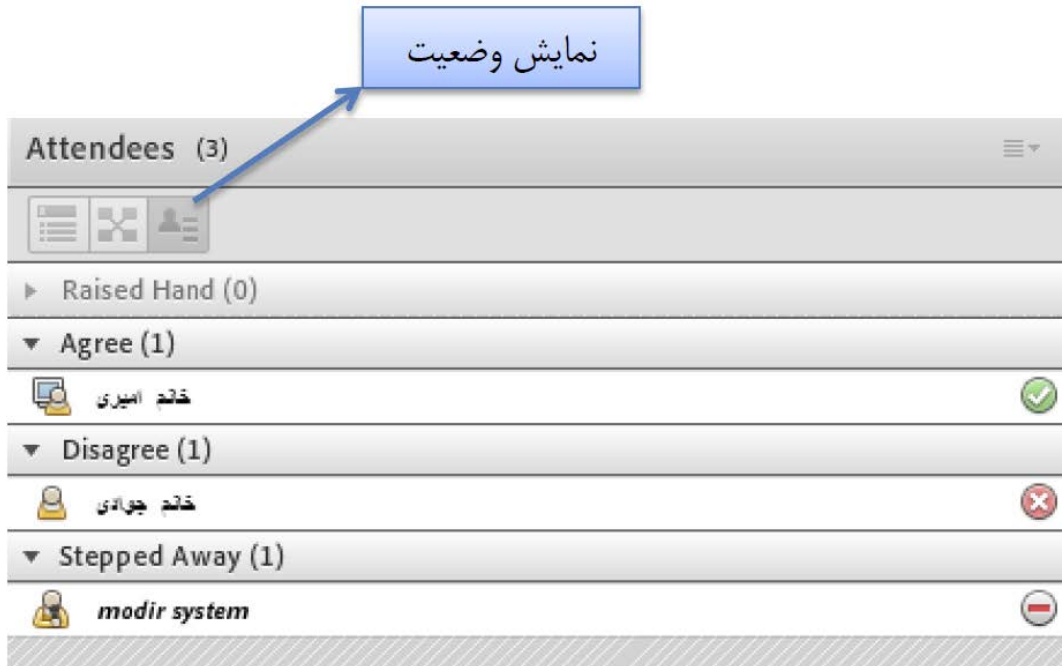 نمایش وضعیت
Attendees (3)
Raised Hand (0)
Agree (1)
خانم امیری
Disagree (1)
خانم جوادی
Stepped Away (1)
modir system